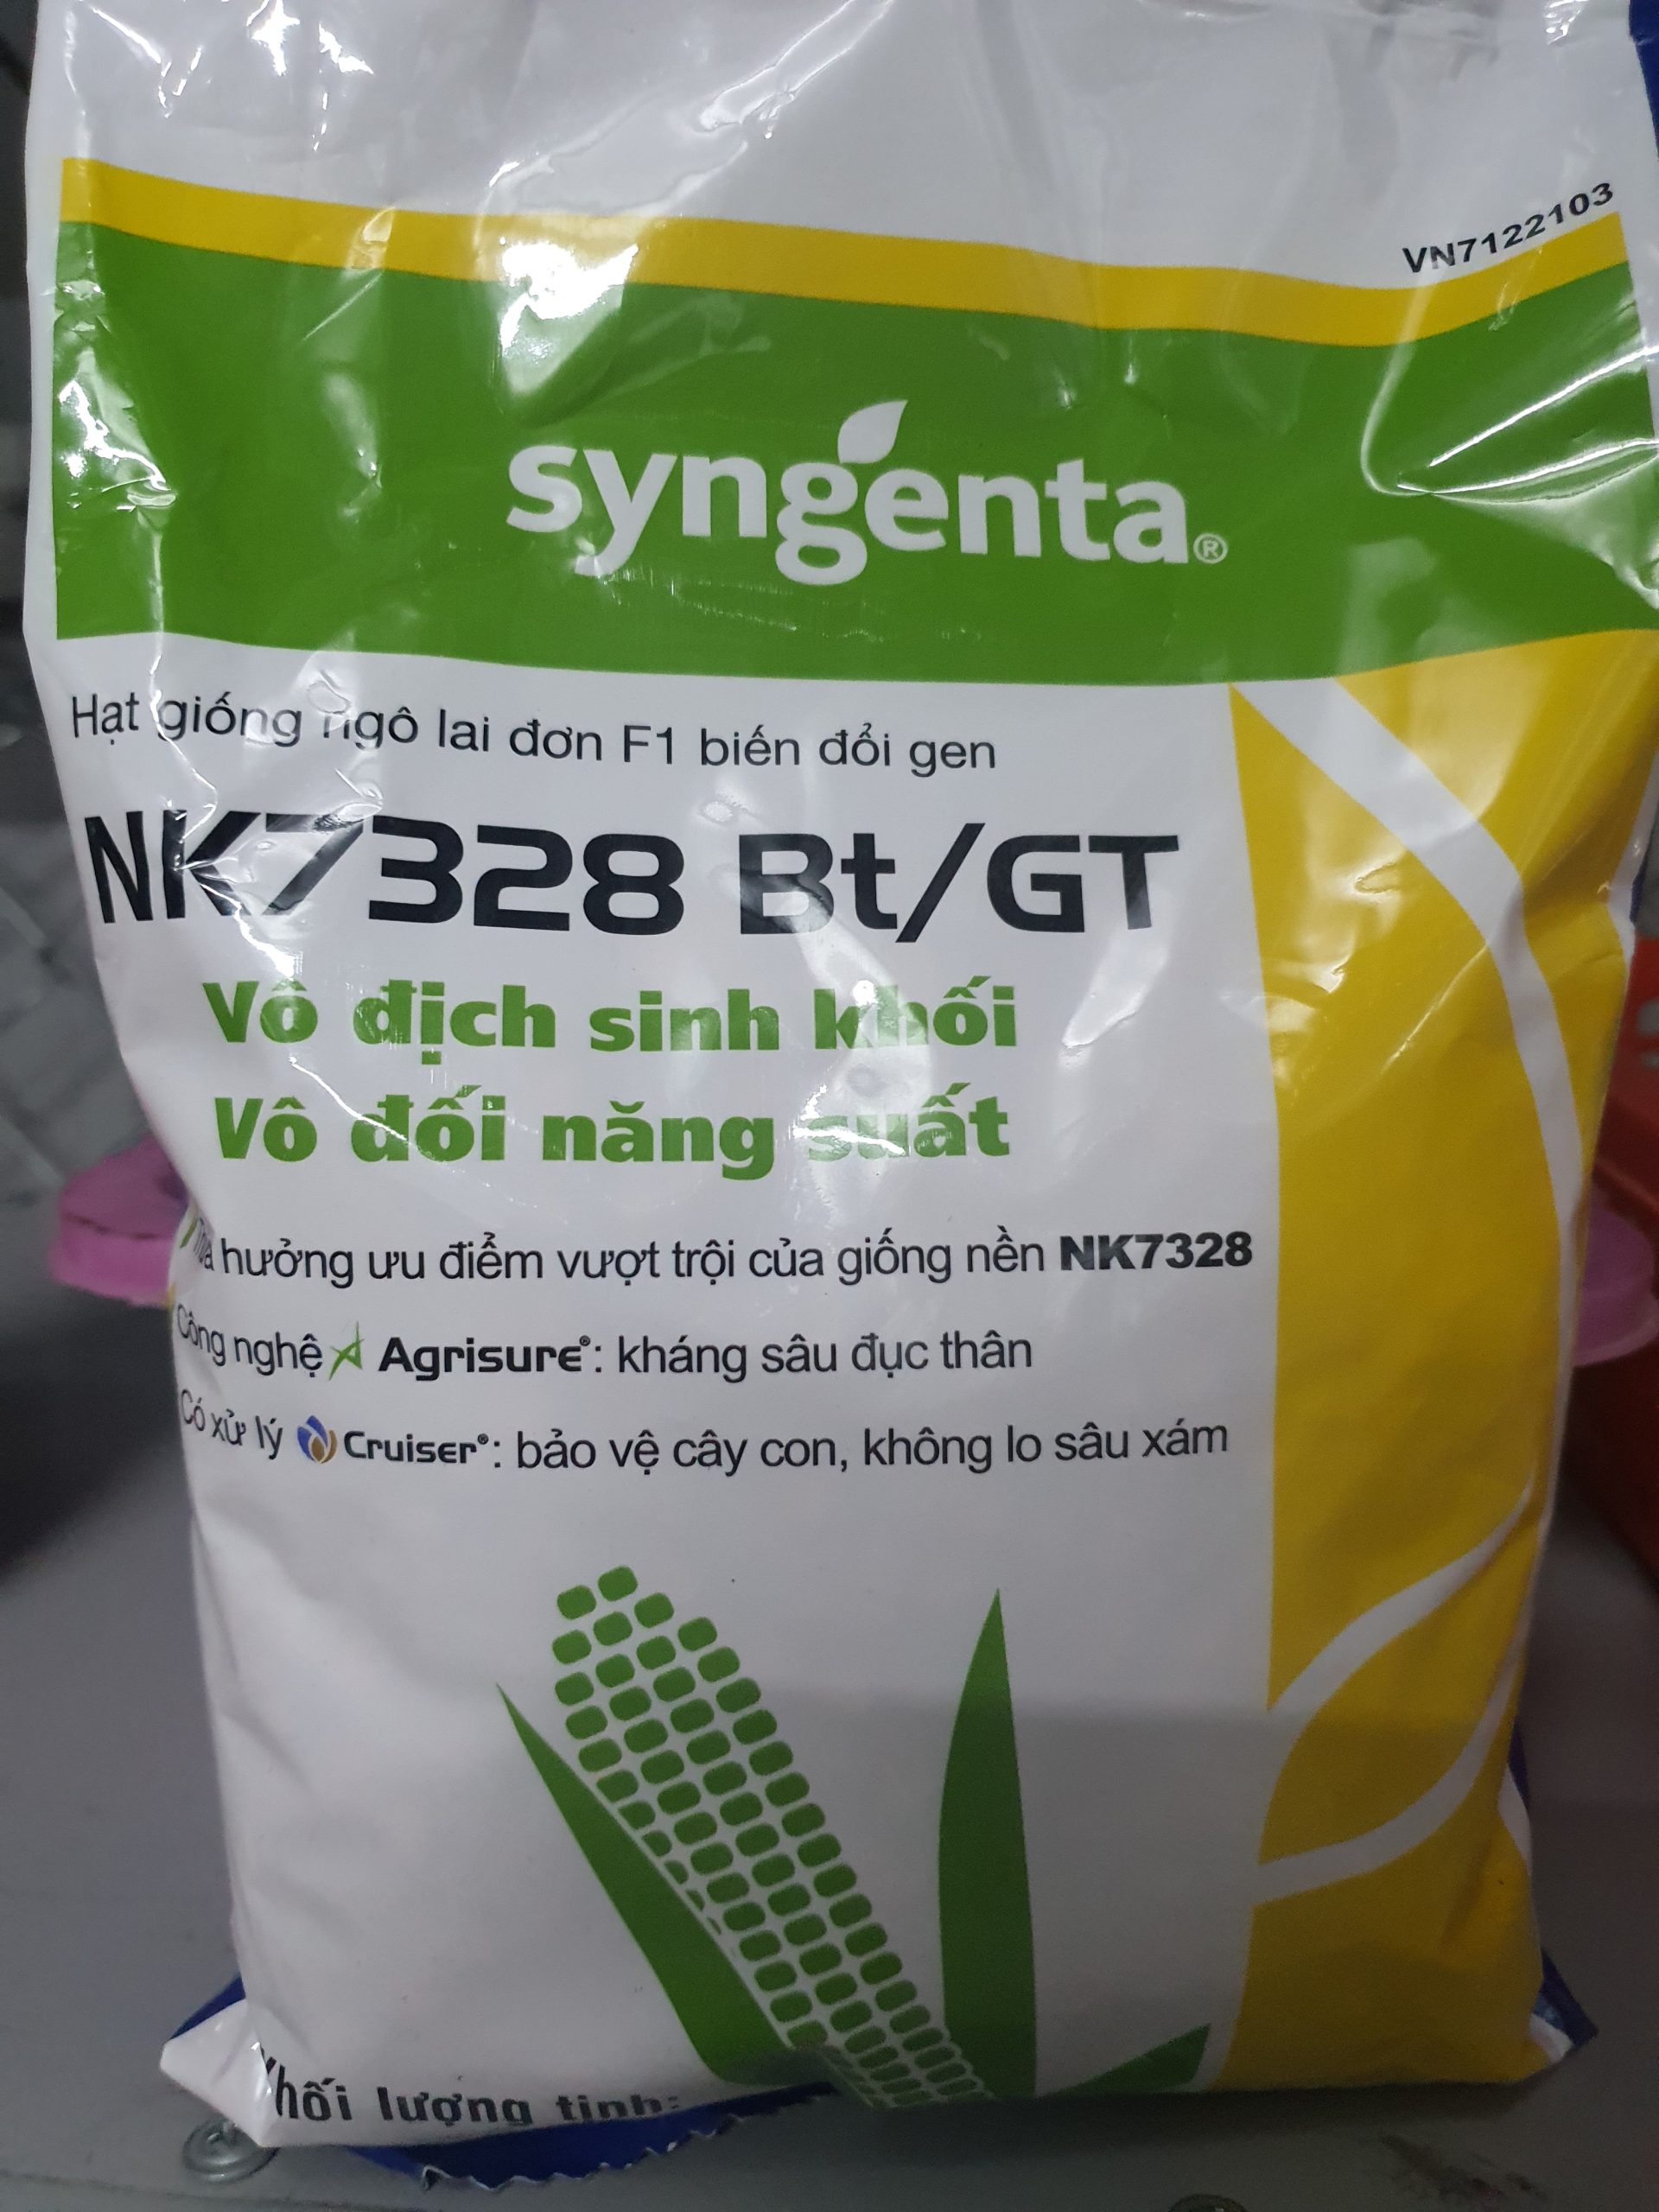 VN7122103
syngenta®
Hạt giống ngô lai đơn F1 biến đổi gen
NK7328 Bt/GT
Vô địch sinh khối
Vô đối năng suất
Thừa hưởng ưu điểm vượt trội của giống nền NK7328
Công nghệ Agrisure®: kháng sâu đục thân
Có xử lý Cruiser®: bảo vệ cây con, không lo sâu xám
Khối lượng tịnh: